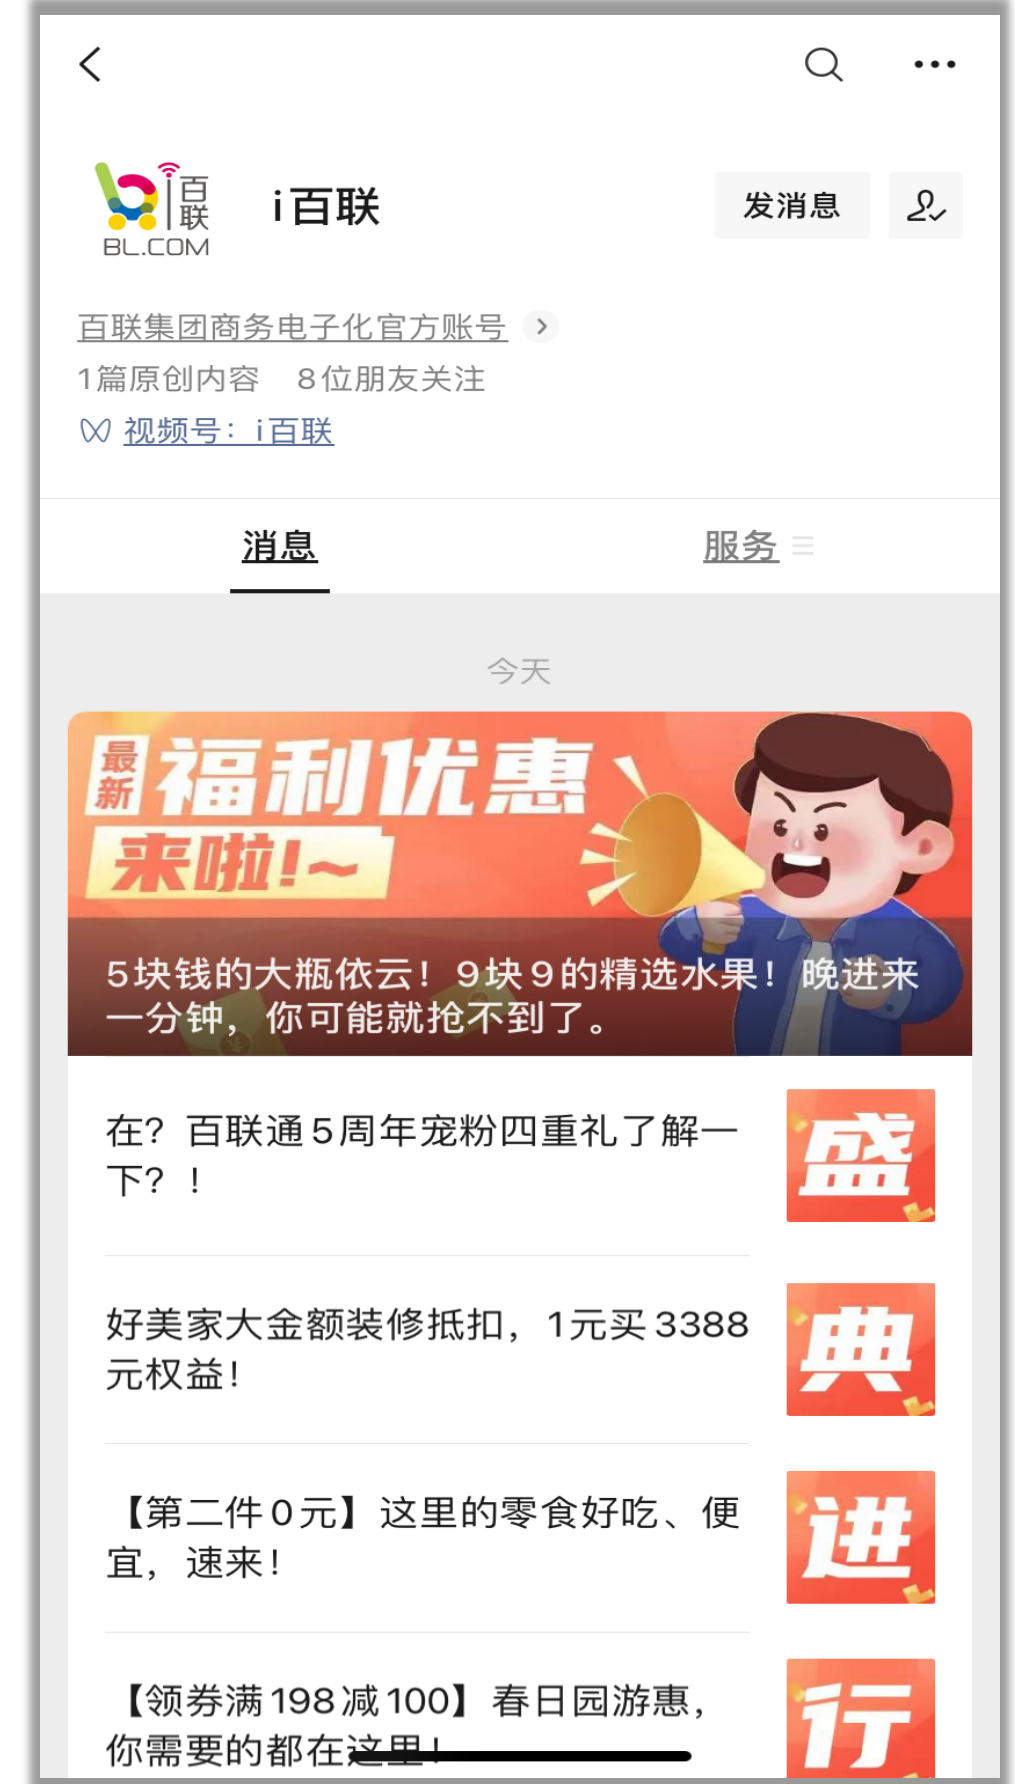 百
联
BL.COM
i百联
发消息
百联集团商务电子化官方账号
1篇原创内容 8位朋友关注
视频号：i百联
消息
服务
今天
最新
福利优惠
来啦!~
5块钱的大瓶依云！9块9的精选水果！晚进来
一分钟，你可能就抢不到了。
在？百联通5周年宠粉四重礼了解一
下？！
盛
好美家大金额装修抵扣，1元买3388
元权益！
典
【第二件0元】这里的零食好吃、便
宜，速来！
进
【领券满198减100】春日园游惠，
你需要的都在这里！
行